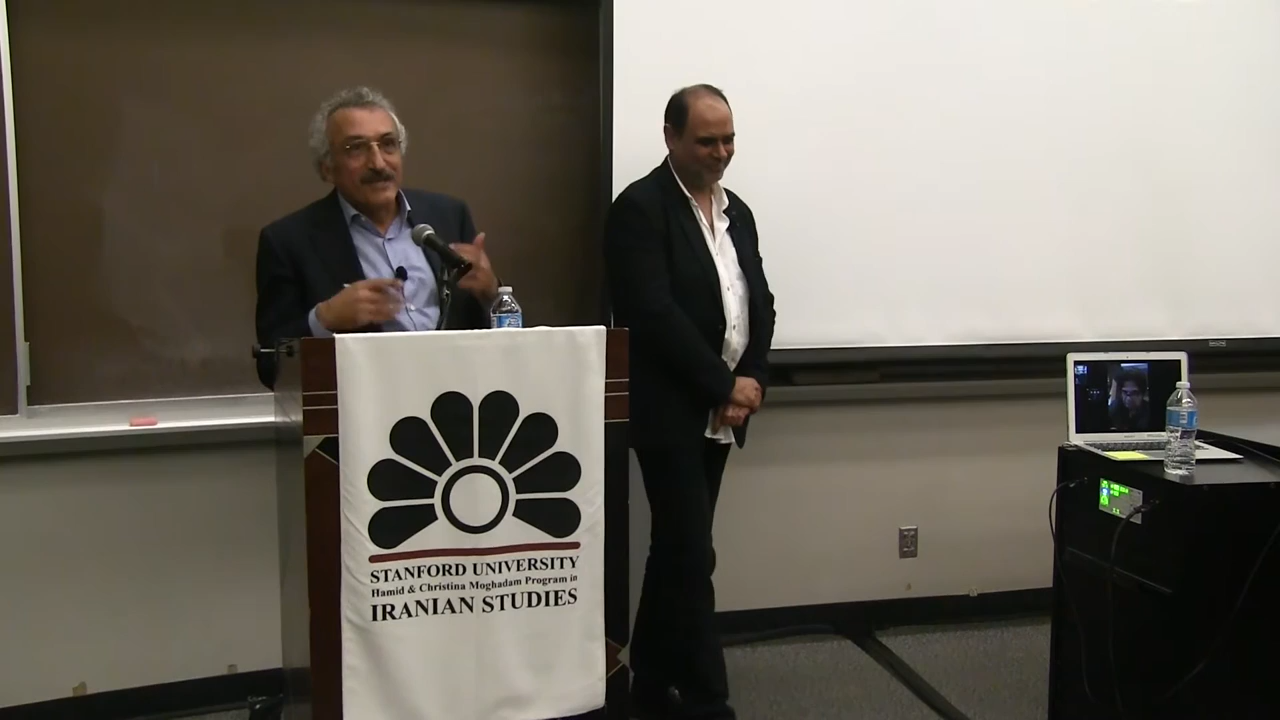 STANFORD UNIVERSITY
Hamid & Christina Moghadam Program in
IRANIAN STUDIES